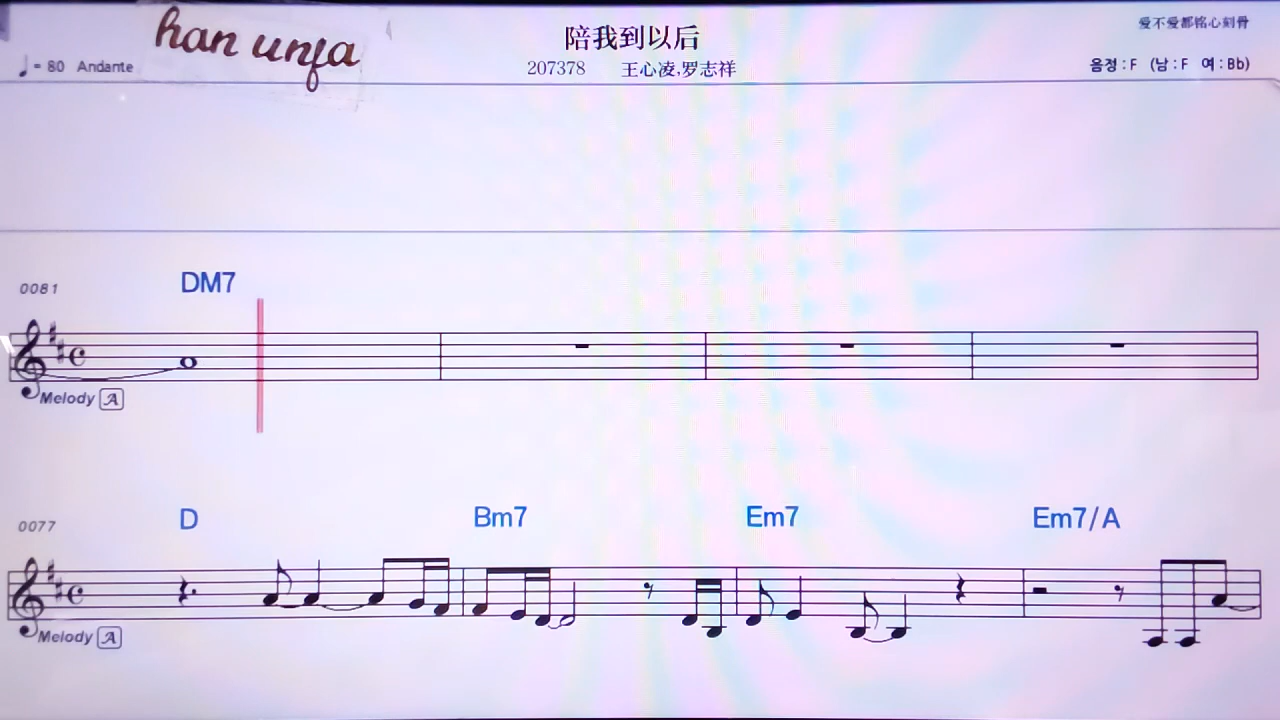 han unfa
陪我到以后
爱不爱都铭心刻骨
♩= 80 Andante
207378 王心凌,罗志祥
음정 : F (남 : F 여 : Bb)
0081
DM7
Melody A
0077
D Bm7 Em7 Em7/A
Melody A